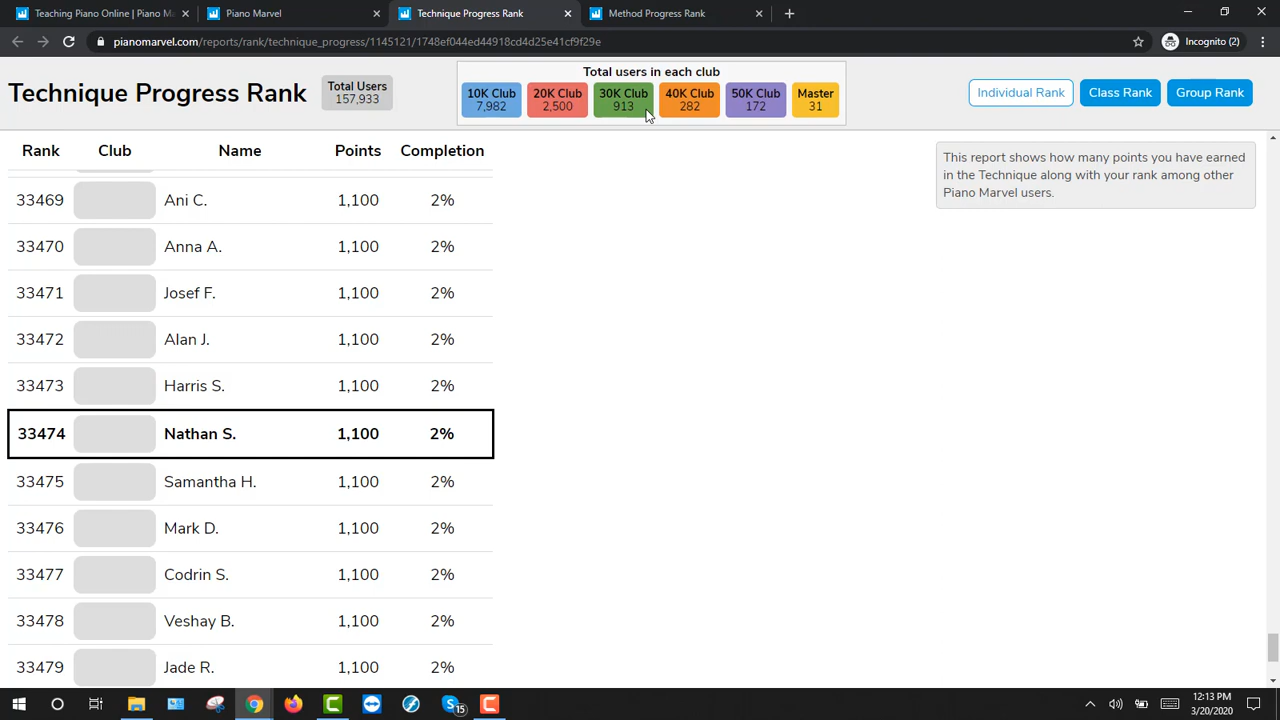 Teaching Piano Online | Piano Ma
Piano Marvel
Technique Progress Rank
Method Progress Rank
pianomarvel.com/reports/rank/technique_progress/1145121/1748ef044ed44918cd4d25e41cf9f29e
Incognito (2)
Technique Progress Rank
Total Users
157,933
Total users in each club
10K Club 20K Club 30K Club 40K Club 50K Club Master
7,982 2,500 913 282 172 31
Individual Rank
Class Rank
Group Rank
Rank Club Name Points Completion
This report shows how many points you have earned
in the Technique along with your rank among other
Piano Marvel users.
33469 Ani C. 1,100 2%
33470 Anna A. 1,100 2%
33471 Josef F. 1,100 2%
33472 Alan J. 1,100 2%
33473 Harris S. 1,100 2%
33474 Nathan S. 1,100 2%
33475 Samantha H. 1,100 2%
33476 Mark D. 1,100 2%
33477 Codrin S. 1,100 2%
33478 Veshay B. 1,100 2%
33479 Jade R. 1,100 2%
15
12:13 PM
3/20/2020